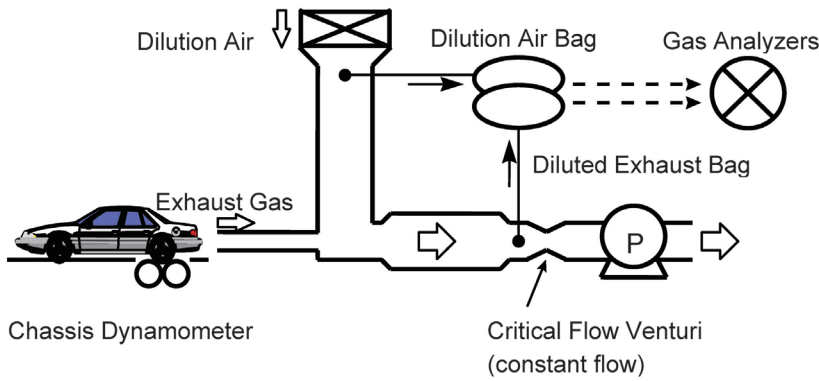 Dilution Air
Dilution Air Bag
Gas Analyzers
Diluted Exhaust Bag
Exhaust Gas
P
Chassis Dynamometer
Critical Flow Venturi
(constant flow)